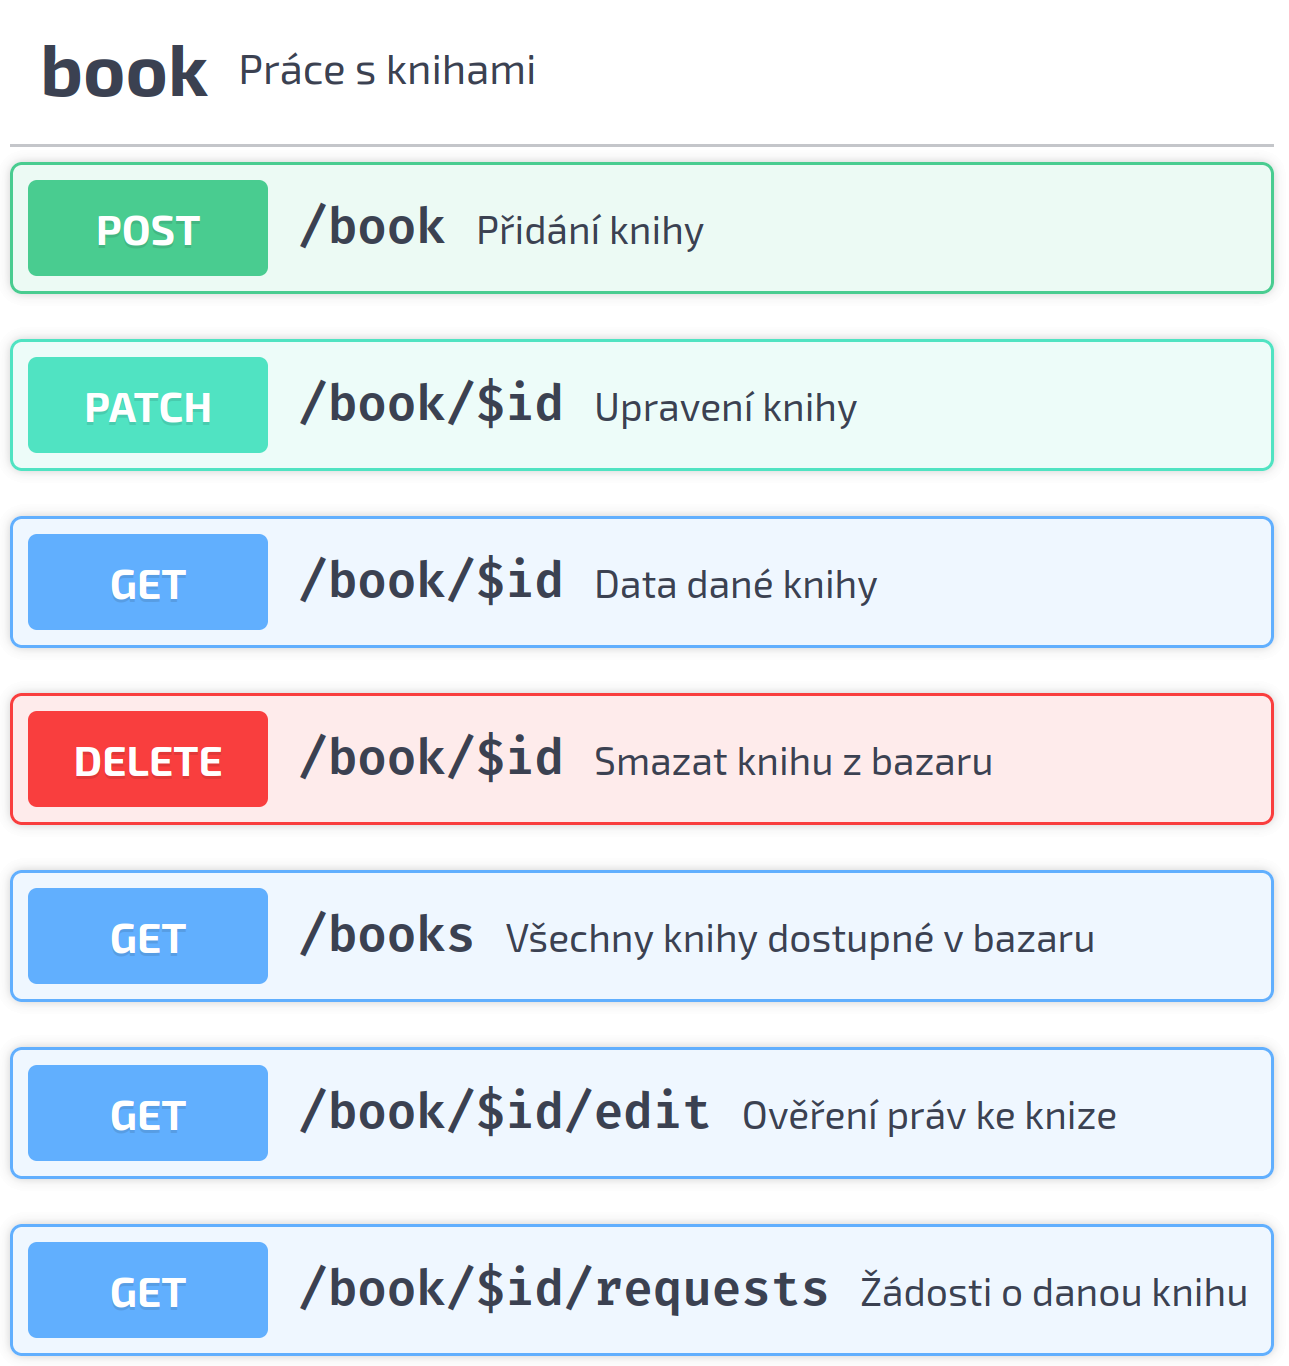 book Práce s knihami
POST /book Přidání knihy
PATCH /book/$id Upravení knihy
GET /book/$id Data dané knihy
DELETE /book/$id Smazat knihu z bazaru
GET /books Všechny knihy dostupné v bazaru
GET /book/$id/edit Ověření práv ke knize
GET /book/$id/requests Žádosti o danou knihu